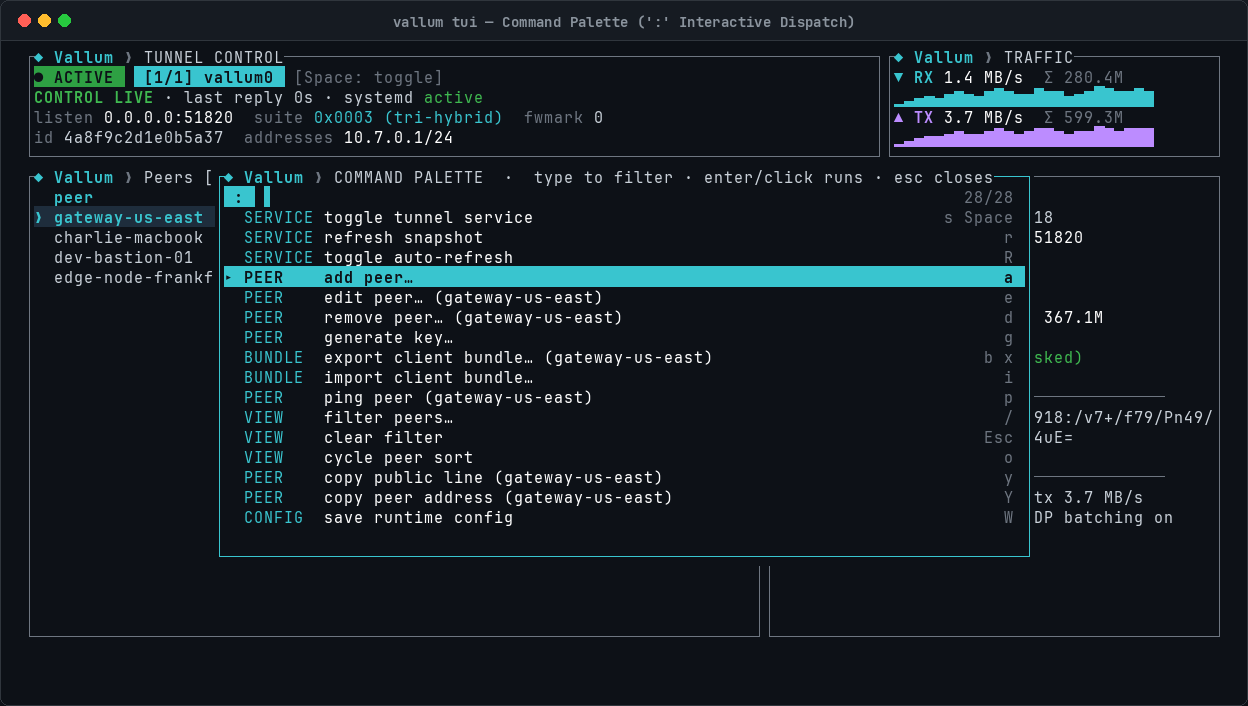 vallum tui — Command Palette (':' Interactive Dispatch)
◆ Vallum ❫ TUNNEL CONTROL
● ACTIVE [1/1] vallum0 [Space: toggle]
CONTROL LIVE · last reply 0s · systemd active
listen 0.0.0.0:51820 suite 0x0003 (tri-hybrid) fwmark 0
id 4a8f9c2d1e0b5a37 addresses 10.7.0.1/24
◆ Vallum ❫ TRAFFIC
▼ RX 1.4 MB/s Σ 280.4M
▲ TX 3.7 MB/s Σ 599.3M
◆ Vallum ❫ Peers [
peer
❫ gateway-us-east
charlie-macbook
dev-bastion-01
edge-node-frankf
◆ Vallum ❫ COMMAND PALETTE · type to filter · enter/click runs · esc closes
: 28/28
SERVICE toggle tunnel service s Space
SERVICE refresh snapshot r
SERVICE toggle auto-refresh R
▸ PEER add peer… a
PEER edit peer… (gateway-us-east) e
PEER remove peer… (gateway-us-east) d
PEER generate key… g
BUNDLE export client bundle… (gateway-us-east) b x
BUNDLE import client bundle… i
PEER ping peer (gateway-us-east) p
VIEW filter peers… /
VIEW clear filter Esc
VIEW cycle peer sort o
PEER copy public line (gateway-us-east) y
PEER copy peer address (gateway-us-east) Y
CONFIG save runtime config W
18
51820
367.1M
sked)
918:/v7+/f79/Pn49/
4uE=
tx 3.7 MB/s
DP batching on